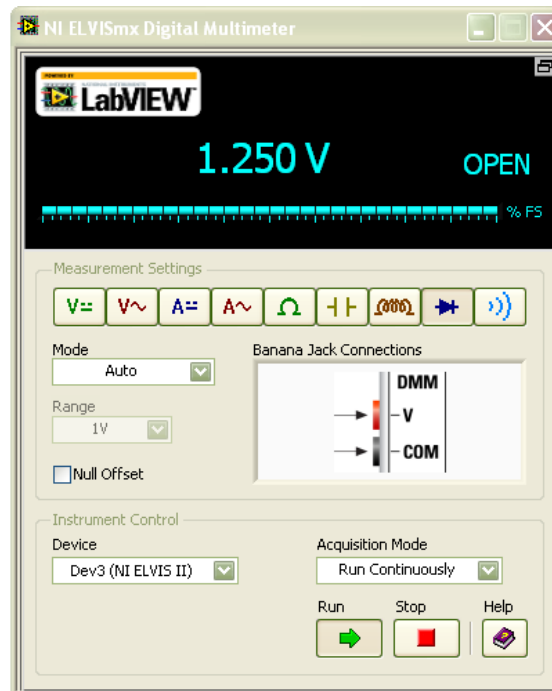 NI ELVISmx Digital Multimeter
POWERED BY
NATIONAL INSTRUMENTS
LabVIEW
1.250 V OPEN
% FS
Measurement Settings
V V A A Ω
Mode
Auto
Banana Jack Connections
DMM
V
COM
Range
1V
Null Offset
Instrument Control
Device
Dev3 (NI ELVIS II)
Acquisition Mode
Run Continuously
Run Stop Help